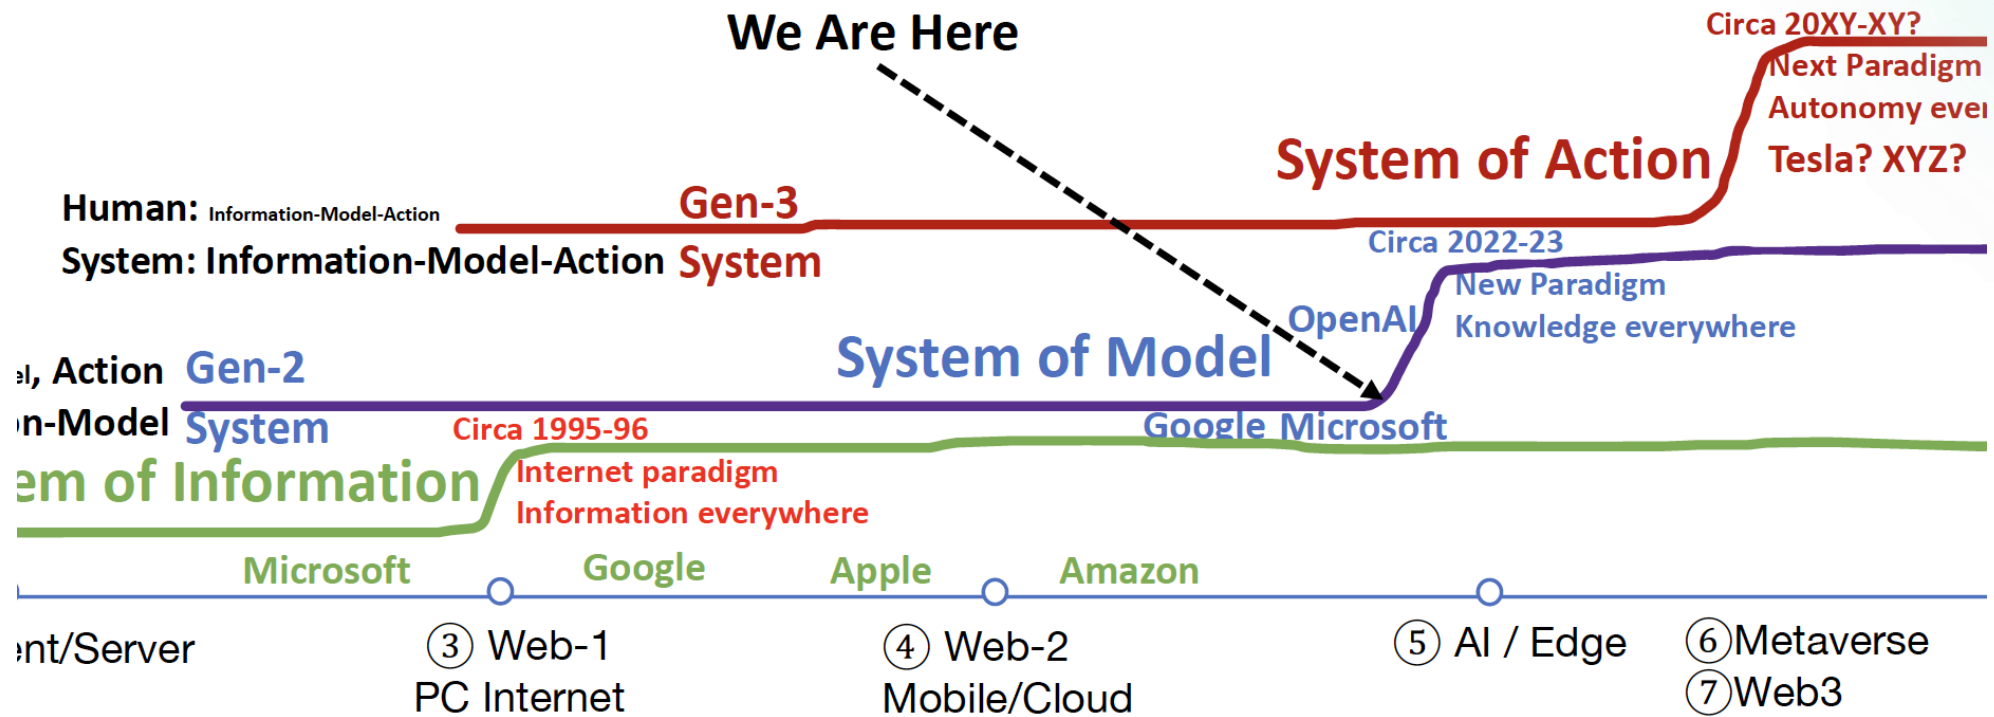 We Are Here
Circa 20XY-XY?
Next Paradigm
Autonomy
Tesla? XYZ?
System of Action
Human: Information-Model-Action
Gen-3
System: Information-Model-Action
System
Circa 2022-23
New Paradigm
Knowledge everywhere
OpenAI
System of Model
, Action
Gen-2
-Model
System
Google Microsoft
Circa 1995-96
Internet paradigm
Information everywhere
of Information
Microsoft Google Apple Amazon
/Server
③ Web-1
PC Internet
④ Web-2
Mobile/Cloud
⑤ AI / Edge
⑥Metaverse
⑦Web3